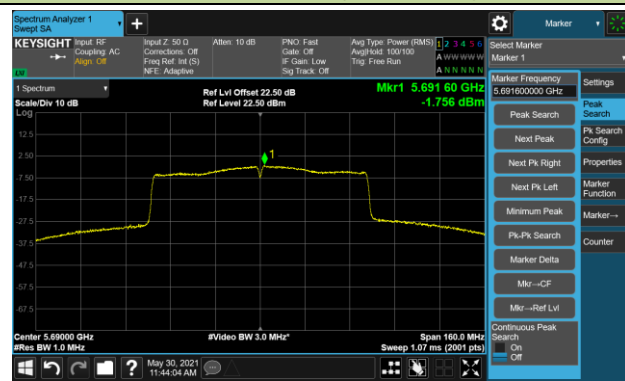 Spectrum Analyzer 1
Swept SA
Marker
KEYSIGHT
Input: RF
Coupling: AC
Align: Off
Input Z: 50 Ω
Corrections: Off
Freq Ref: Int (S)
NFE: Adaptive
Atten: 10 dB
PNO: Fast
Gate: Off
IF Gain: Low
Sig Track: Off
Avg Type: Power (RMS)
Avg|Hold: 100/100
Trig: Free Run
1 2 3 4 5 6
A W W W W W
A N N N N N
Select Marker
Marker 1
1 Spectrum
Scale/Div 10 dB
Log
Ref Lvl Offset 22.50 dB
Ref Level 22.50 dBm
Mkr1 5.691 60 GHz
-1.756 dBm
12.5
2.50
-7.50
-17.5
-27.5
-37.5
-47.5
-57.5
-67.5
1
Center 5.69000 GHz
#Res BW 1.0 MHz
#Video BW 3.0 MHz*
Span 160.0 MHz
Sweep 1.07 ms (2001 pts)
May 30, 2021
11:44:04 AM
Marker Frequency
5.691600000 GHz
Peak Search
Next Peak
Next Pk Right
Next Pk Left
Minimum Peak
Pk-Pk Search
Marker Delta
Mkr→CF
Mkr→Ref Lvl
Continuous Peak
Search
On
Off
Settings
Peak
Search
Pk Search
Config
Properties
Marker
Function
Marker→
Counter